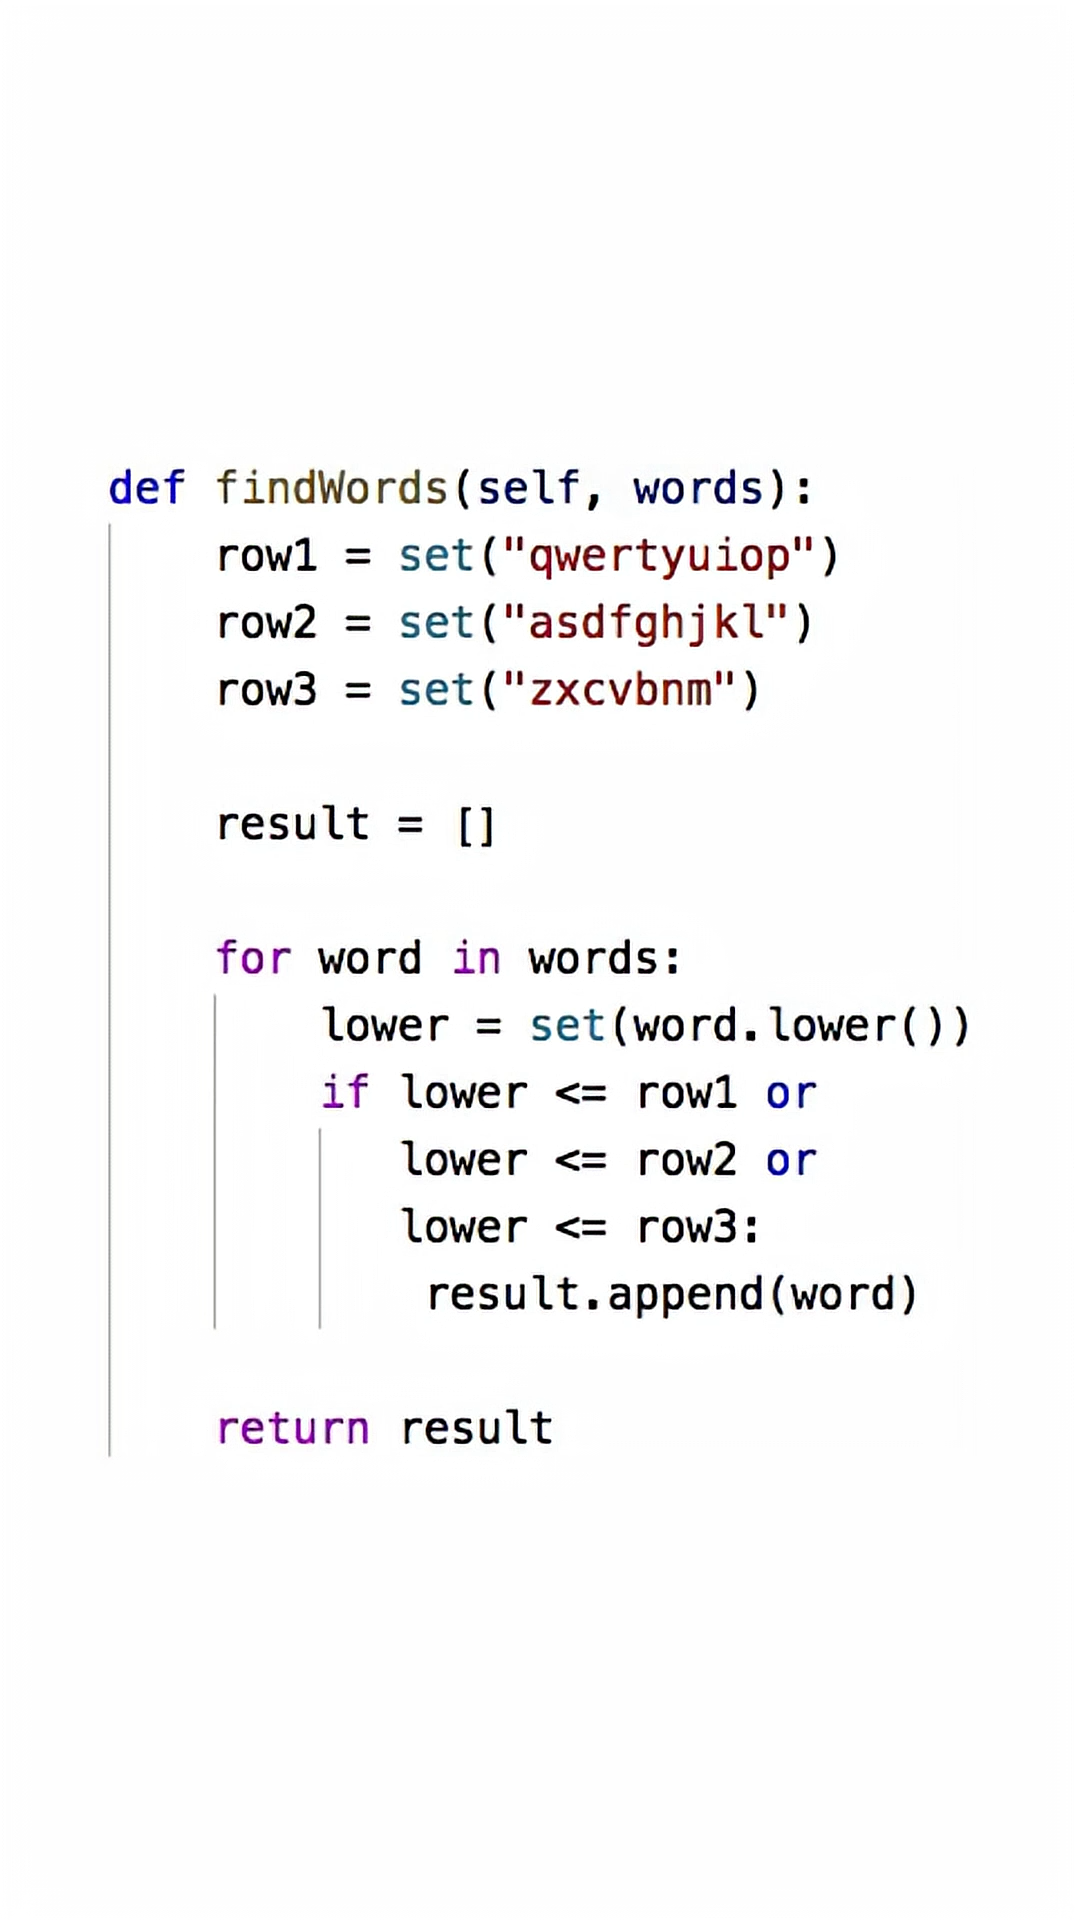 def findWords(self, words):
    row1 = set("qwertyuiop")
    row2 = set("asdfghjkl")
    row3 = set("zxcvbnm")

    result = []

    for word in words:
        lower = set(word.lower())
        if lower <= row1 or
           lower <= row2 or
           lower <= row3:
            result.append(word)

    return result